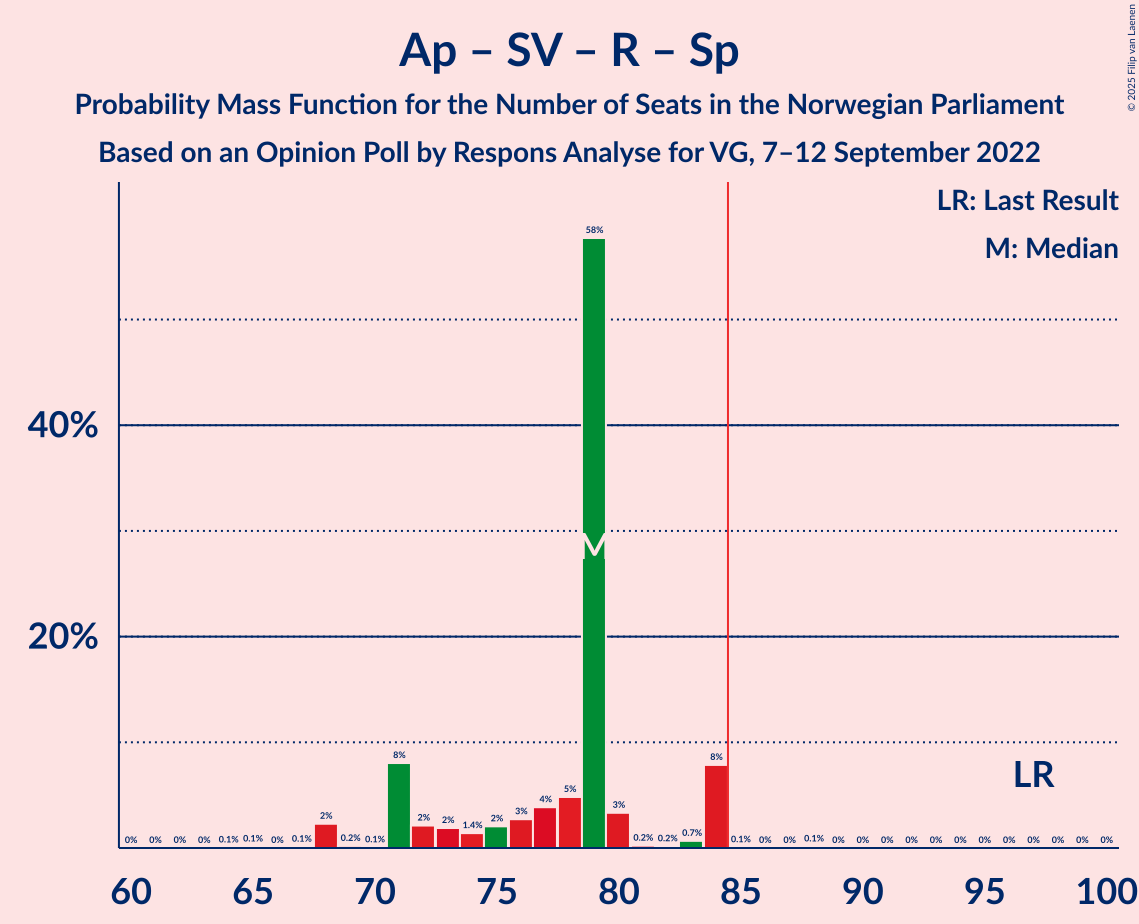 Ap – SV – R – Sp
Probability Mass Function for the Number of Seats in the Norwegian Parliament
Based on an Opinion Poll by Respons Analyse for VG, 7–12 September 2022
© 2025 Filip van Laenen
LR: Last Result
M: Median
58%
40%
M
20%
LR
0% 0% 0% 0% 0.1% 0.1% 0% 0.1% 2% 0.2% 0.1% 8% 2% 2% 1.4% 2% 3% 4% 5% 3% 0.2% 0.2% 0.7% 8% 0.1% 0% 0% 0.1% 0% 0% 0% 0% 0% 0% 0% 0% 0% 0% 0% 0%
60 65 70 75 80 85 90 95 100